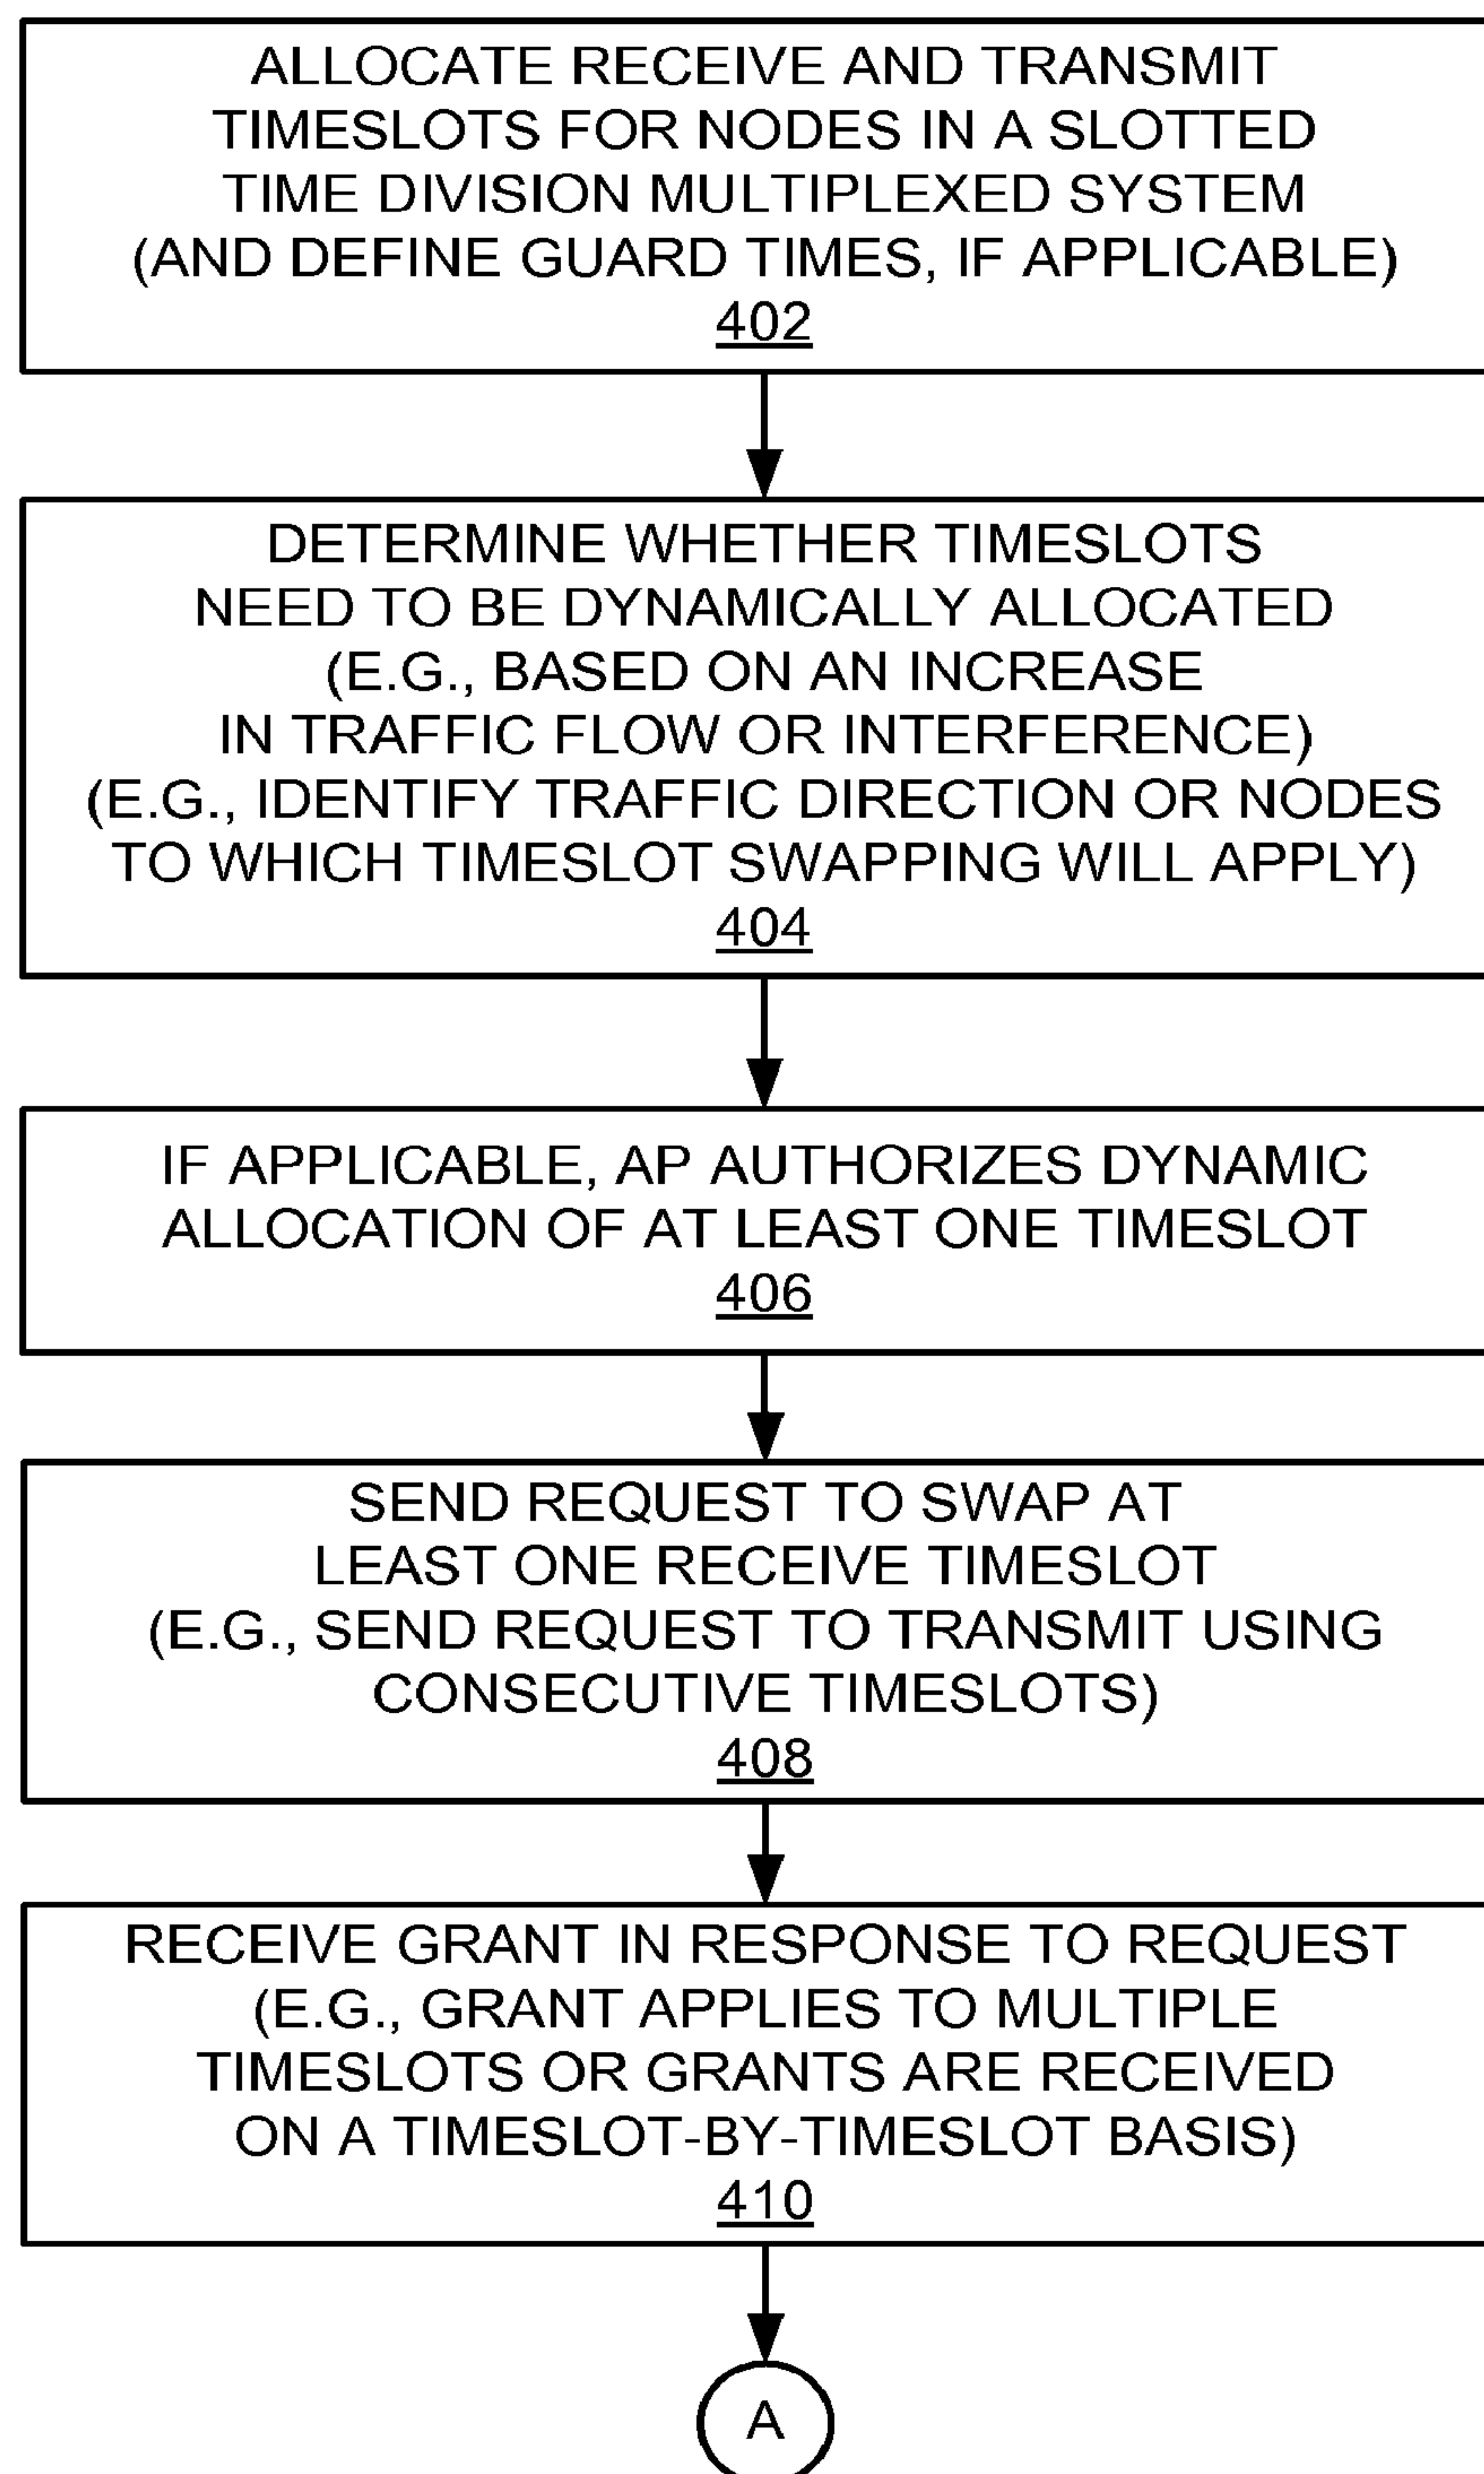 ALLOCATE RECEIVE AND TRANSMIT
TIMESLOTS FOR NODES IN A SLOTTED
TIME DIVISION MULTIPLEXED SYSTEM
(AND DEFINE GUARD TIMES, IF APPLICABLE)
402
DETERMINE WHETHER TIMESLOTS
NEED TO BE DYNAMICALLY ALLOCATED
(E.G., BASED ON AN INCREASE
IN TRAFFIC FLOW OR INTERFERENCE)
(E.G., IDENTIFY TRAFFIC DIRECTION OR NODES
TO WHICH TIMESLOT SWAPPING WILL APPLY)
404
IF APPLICABLE, AP AUTHORIZES DYNAMIC
ALLOCATION OF AT LEAST ONE TIMESLOT
406
SEND REQUEST TO SWAP AT
LEAST ONE RECEIVE TIMESLOT
(E.G., SEND REQUEST TO TRANSMIT USING
CONSECUTIVE TIMESLOTS)
408
RECEIVE GRANT IN RESPONSE TO REQUEST
(E.G., GRANT APPLIES TO MULTIPLE
TIMESLOTS OR GRANTS ARE RECEIVED
ON A TIMESLOT-BY-TIMESLOT BASIS)
410
A